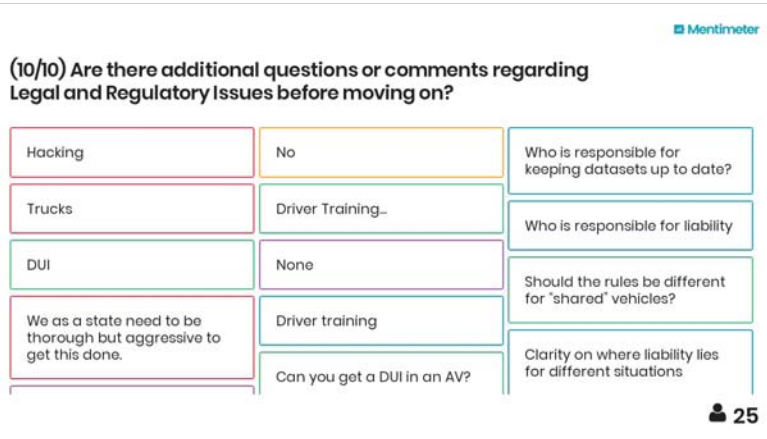 Mentimeter
(10/10) Are there additional questions or comments regarding
Legal and Regulatory Issues before moving on?
Hacking
Trucks
DUI
We as a state need to be
thorough but aggressive to
get this done.
No
Driver Training...
None
Driver training
Can you get a DUI in an AV?
Who is responsible for
keeping datasets up to date?
Who is responsible for liability
Should the rules be different
for "shared" vehicles?
Clarity on where liability lies
for different situations
25